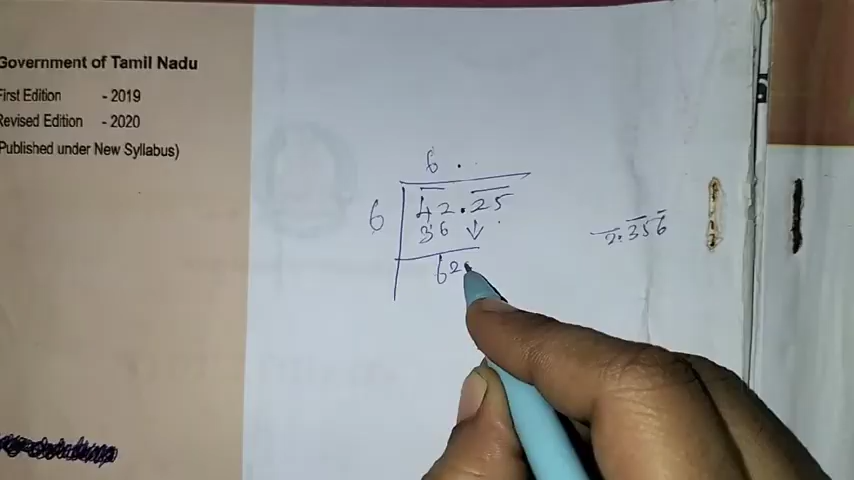 Government of Tamil Nadu
First Edition - 2019
Revised Edition - 2020
(Published under New Syllabus)
6 .
6 42.25
36
62
2.356